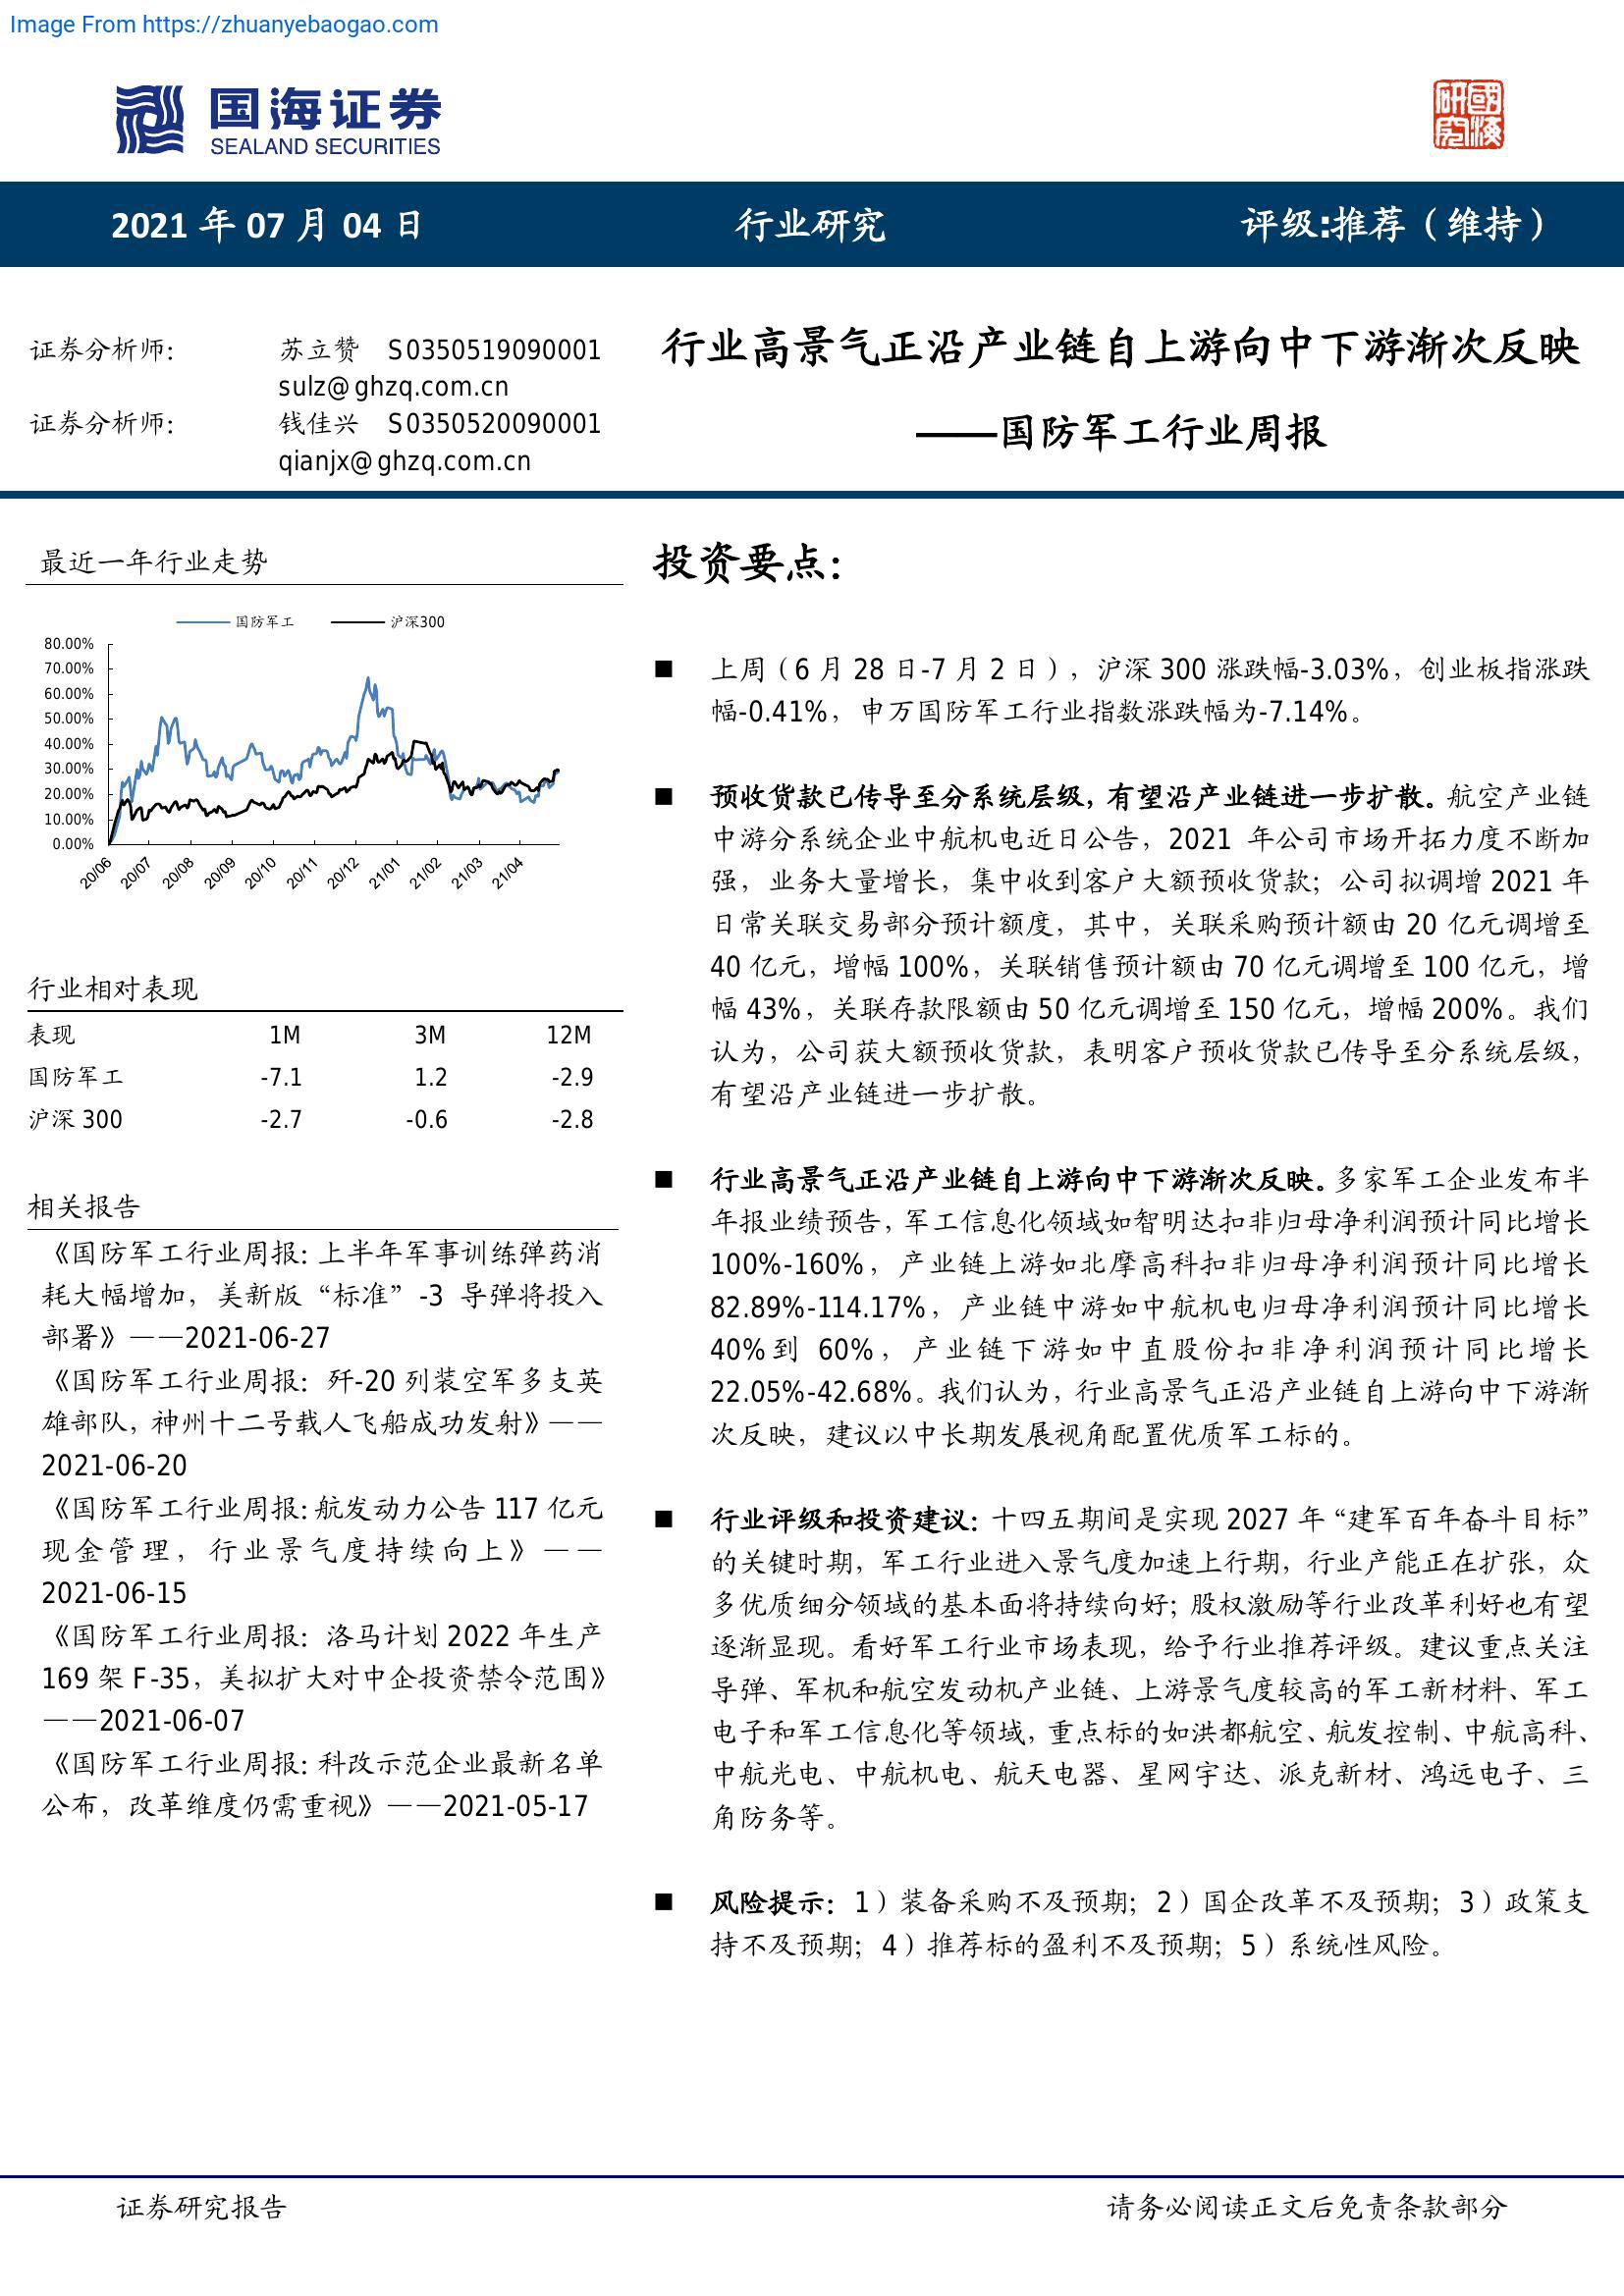 Image From https://zhuanyebaogao.com
国海证券
SEALAND SECURITIES
國海研究
2021 年 07 月 04 日 行业研究 评级:推荐（维持）
证券分析师： 苏立赞 S0350519090001
sulz@ghzq.com.cn
证券分析师： 钱佳兴 S0350520090001
qianjx@ghzq.com.cn
行业高景气正沿产业链自上游向中下游渐次反映
——国防军工行业周报
最近一年行业走势
国防军工 沪深300
80.00%
70.00%
60.00%
50.00%
40.00%
30.00%
20.00%
10.00%
0.00%
20/06 20/07 20/08 20/09 20/10 20/11 20/12 21/01 21/02 21/03 21/04
行业相对表现
表现 1M 3M 12M
国防军工 -7.1 1.2 -2.9
沪深 300 -2.7 -0.6 -2.8
相关报告
《国防军工行业周报：上半年军事训练弹药消
耗大幅增加，美新版“标准”-3 导弹将投入
部署》——2021-06-27
《国防军工行业周报：歼-20 列装空军多支英
雄部队，神州十二号载人飞船成功发射》——
2021-06-20
《国防军工行业周报：航发动力公告 117 亿元
现金管理，行业景气度持续向上》——
2021-06-15
《国防军工行业周报：洛马计划 2022 年生产
169 架 F-35，美拟扩大对中企投资禁令范围》
——2021-06-07
《国防军工行业周报：科改示范企业最新名单
公布，改革维度仍需重视》——2021-05-17
投资要点：
■ 上周（6 月 28 日-7 月 2 日），沪深 300 涨跌幅-3.03%，创业板指涨跌
幅-0.41%，申万国防军工行业指数涨跌幅为-7.14%。
■ 预收货款已传导至分系统层级，有望沿产业链进一步扩散。航空产业链
中游分系统企业中航机电近日公告，2021 年公司市场开拓力度不断加
强，业务大量增长，集中收到客户大额预收货款；公司拟调增 2021 年
日常关联交易部分预计额度，其中，关联采购预计额由 20 亿元调增至
40 亿元，增幅 100%，关联销售预计额由 70 亿元调增至 100 亿元，增
幅 43%，关联存款限额由 50 亿元调增至 150 亿元，增幅 200%。我们
认为，公司获大额预收货款，表明客户预收货款已传导至分系统层级，
有望沿产业链进一步扩散。
■ 行业高景气正沿产业链自上游向中下游渐次反映。多家军工企业发布半
年报业绩预告，军工信息化领域如智明达扣非归母净利润预计同比增长
100%-160%，产业链上游如北摩高科扣非归母净利润预计同比增长
82.89%-114.17%，产业链中游如中航机电归母净利润预计同比增长
40%到 60%，产业链下游如中直股份扣非净利润预计同比增长
22.05%-42.68%。我们认为，行业高景气正沿产业链自上游向中下游渐
次反映，建议以中长期发展视角配置优质军工标的。
■ 行业评级和投资建议：十四五期间是实现 2027 年“建军百年奋斗目标”
的关键时期，军工行业进入景气度加速上行期，行业产能正在扩张，众
多优质细分领域的基本面将持续向好；股权激励等行业改革利好也有望
逐渐显现。看好军工行业市场表现，给予行业推荐评级。建议重点关注
导弹、军机和航空发动机产业链、上游景气度较高的军工新材料、军工
电子和军工信息化等领域，重点标的如洪都航空、航发控制、中航高科、
中航光电、中航机电、航天电器、星网宇达、派克新材、鸿远电子、三
角防务等。
■ 风险提示：1）装备采购不及预期；2）国企改革不及预期；3）政策支
持不及预期；4）推荐标的盈利不及预期；5）系统性风险。
证券研究报告 请务必阅读正文后免责条款部分